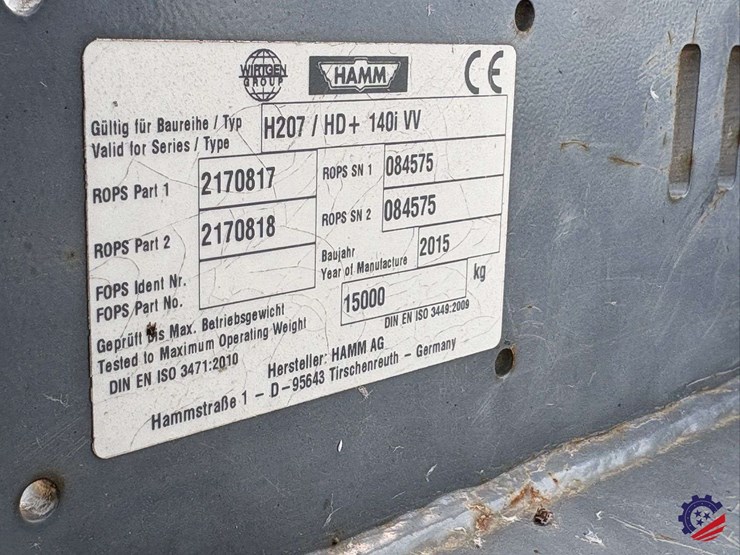 WIRTGEN GROUP
HAMM
CE
Gültig für Baureihe / Typ
Valid for Series / Type
H207 / HD+ 140i VV
ROPS Part 1 2170817 ROPS SN 1 084575
ROPS Part 2 2170818 ROPS SN 2 084575
FOPS Ident Nr.
FOPS Part No.
Baujahr
Year of Manufacture 2015
Geprüft bis Max. Betriebsgewicht
Tested to Maximum Operating Weight
15000 kg
DIN EN ISO 3471:2010 DIN EN ISO 3449:2009
Hersteller: HAMM AG
Hammstraße 1 - D-95643 Tirschenreuth - Germany